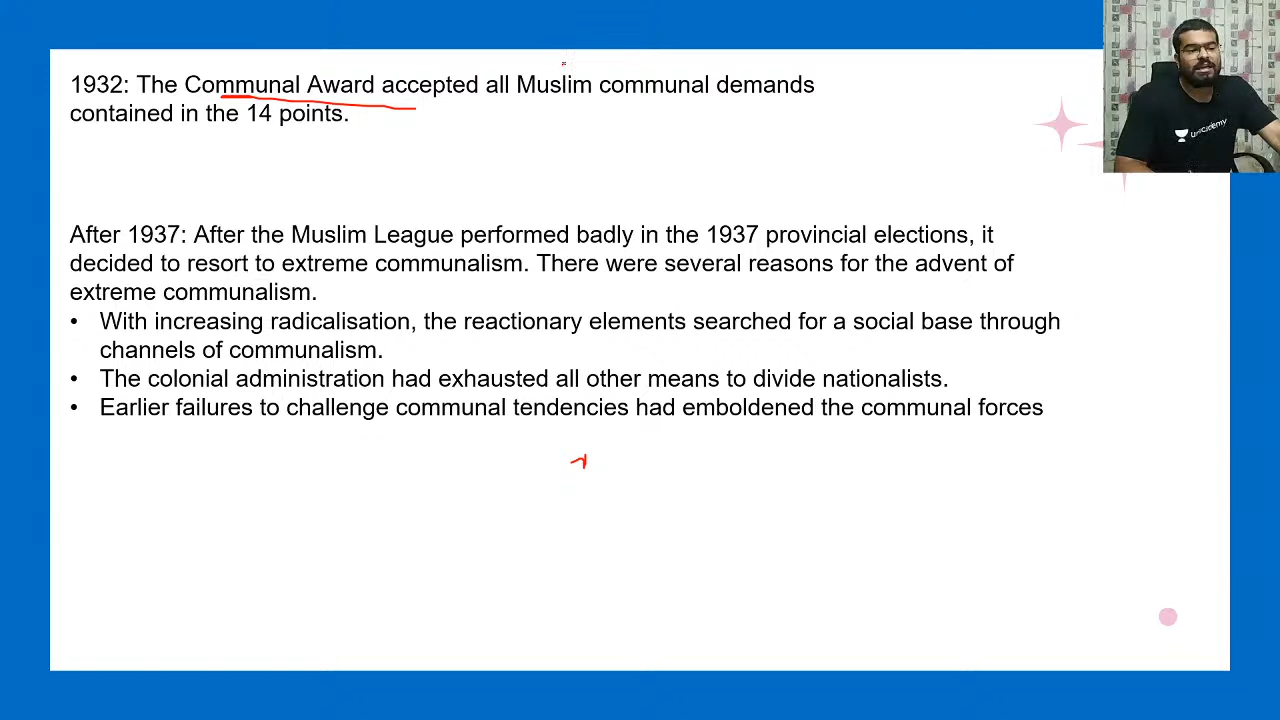 1932: The Communal Award accepted all Muslim communal demands
contained in the 14 points.
After 1937: After the Muslim League performed badly in the 1937 provincial elections, it
decided to resort to extreme communalism. There were several reasons for the advent of
extreme communalism.
• With increasing radicalisation, the reactionary elements searched for a social base through
channels of communalism.
• The colonial administration had exhausted all other means to divide nationalists.
• Earlier failures to challenge communal tendencies had emboldened the communal forces
unacademy